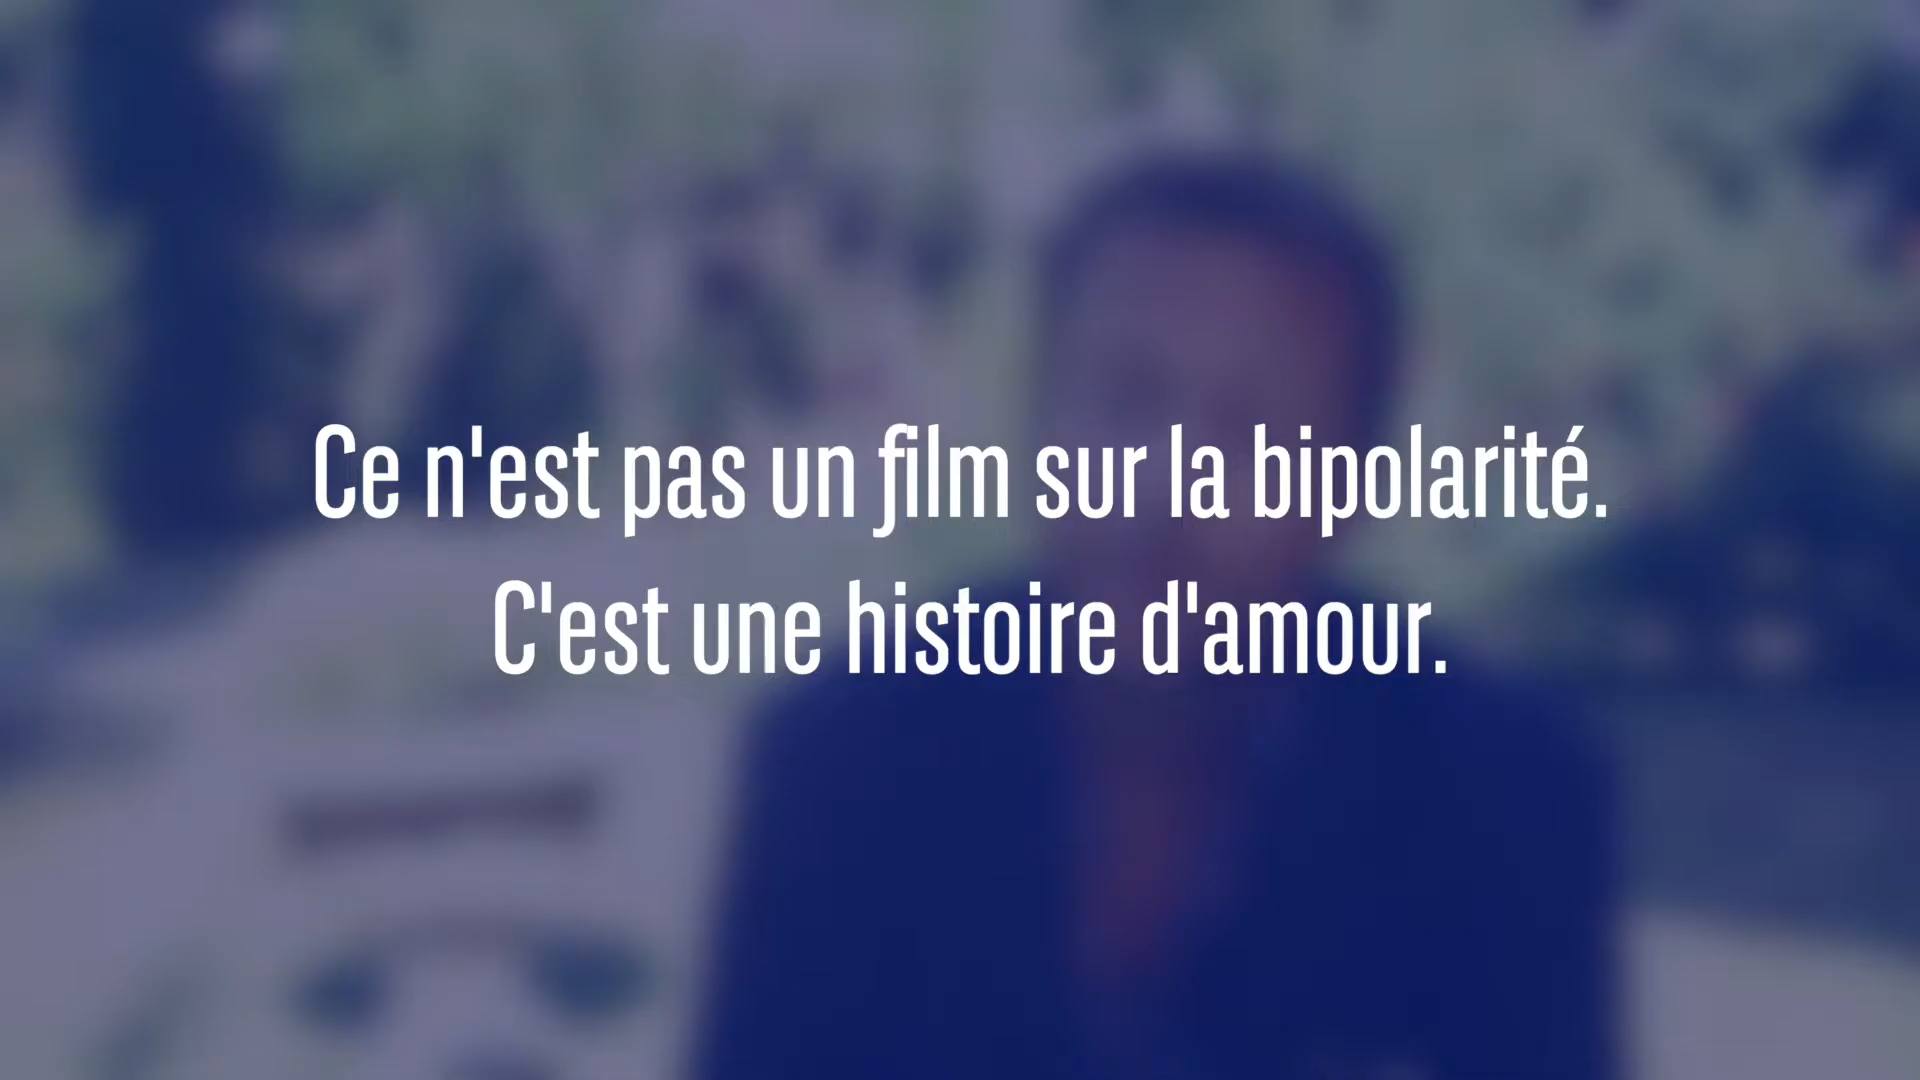 Ce n'est pas un film sur la bipolarité.
C'est une histoire d'amour.